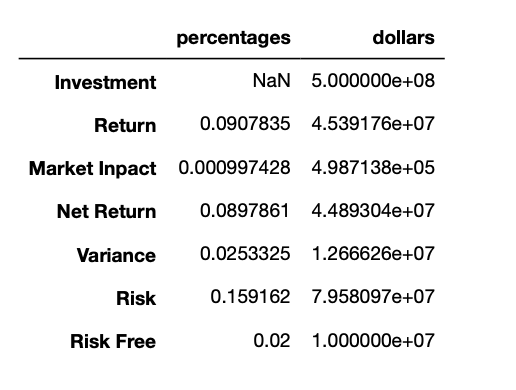 percentages dollars
Investment NaN 5.000000e+08
Return 0.0907835 4.539176e+07
Market Inpact 0.000997428 4.987138e+05
Net Return 0.0897861 4.489304e+07
Variance 0.0253325 1.266626e+07
Risk 0.159162 7.958097e+07
Risk Free 0.02 1.000000e+07